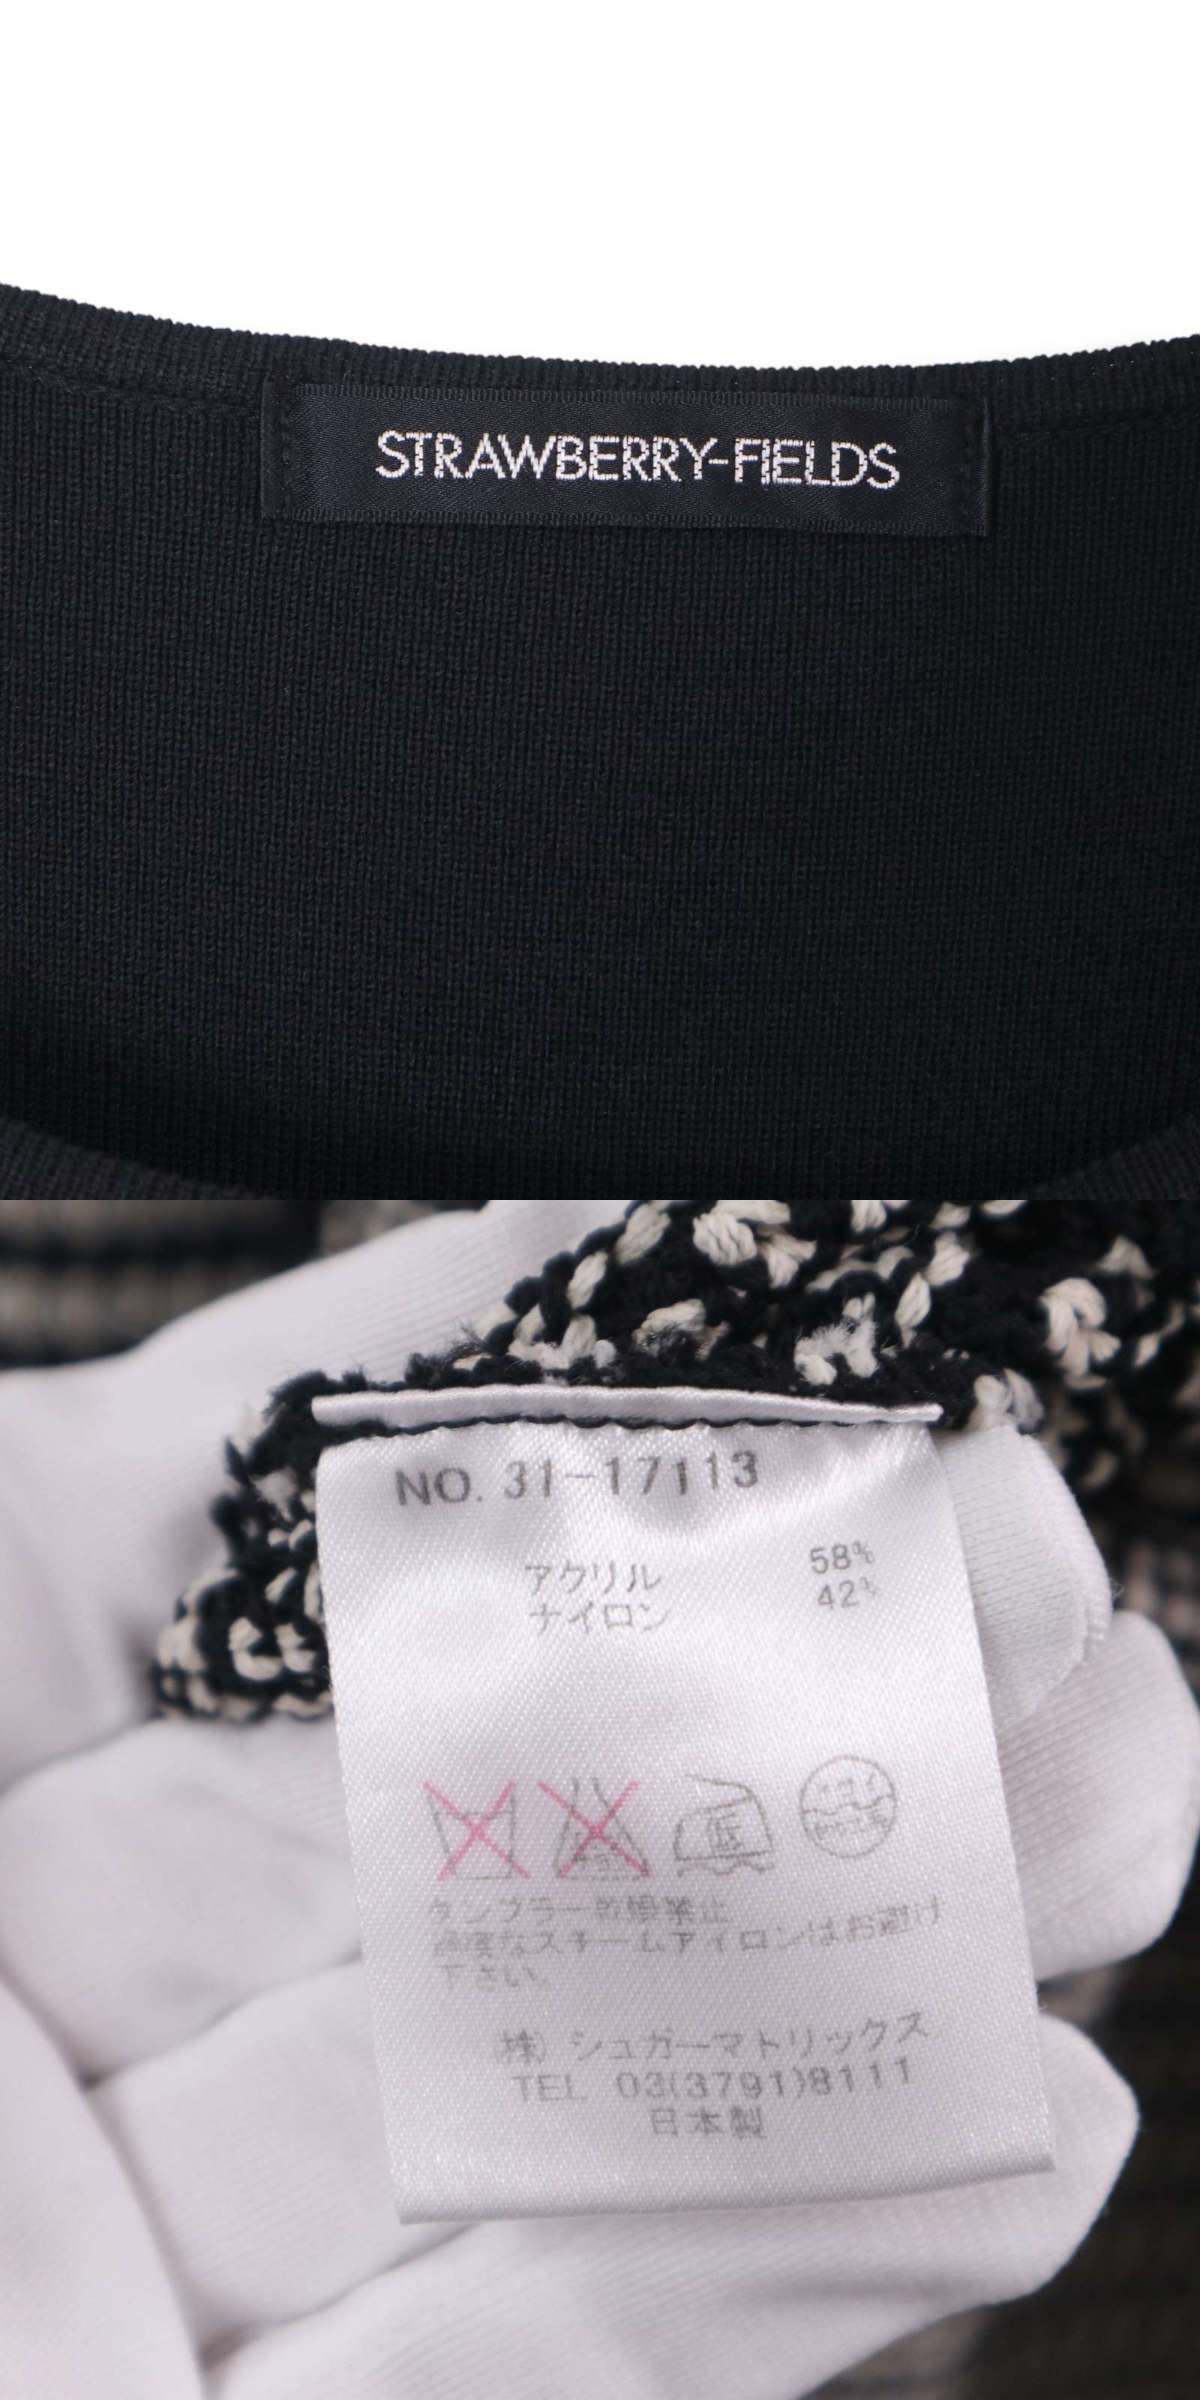 STRAWBERRY-FIELDS
NO. 31-17113
アクリル 58%
ナイロン 42%
タンブラー乾燥禁止
過度なスチームアイロンはお避け
下さい。
株) シュガーマトリックス
TEL 03(3791)8111
日本製